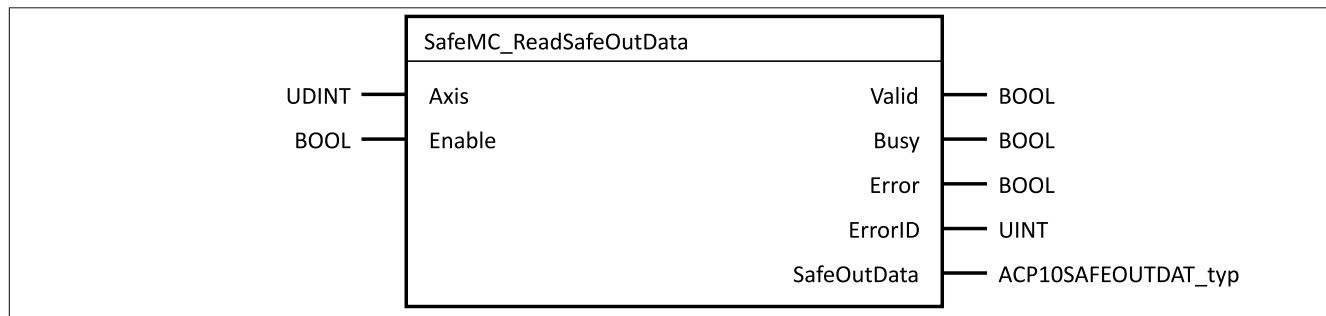 SafeMC_ReadSafeOutData
UDINT Axis Valid BOOL
BOOL Enable Busy BOOL
Error BOOL
ErrorID UINT
SafeOutData ACP10SAFEOUTDAT_typ